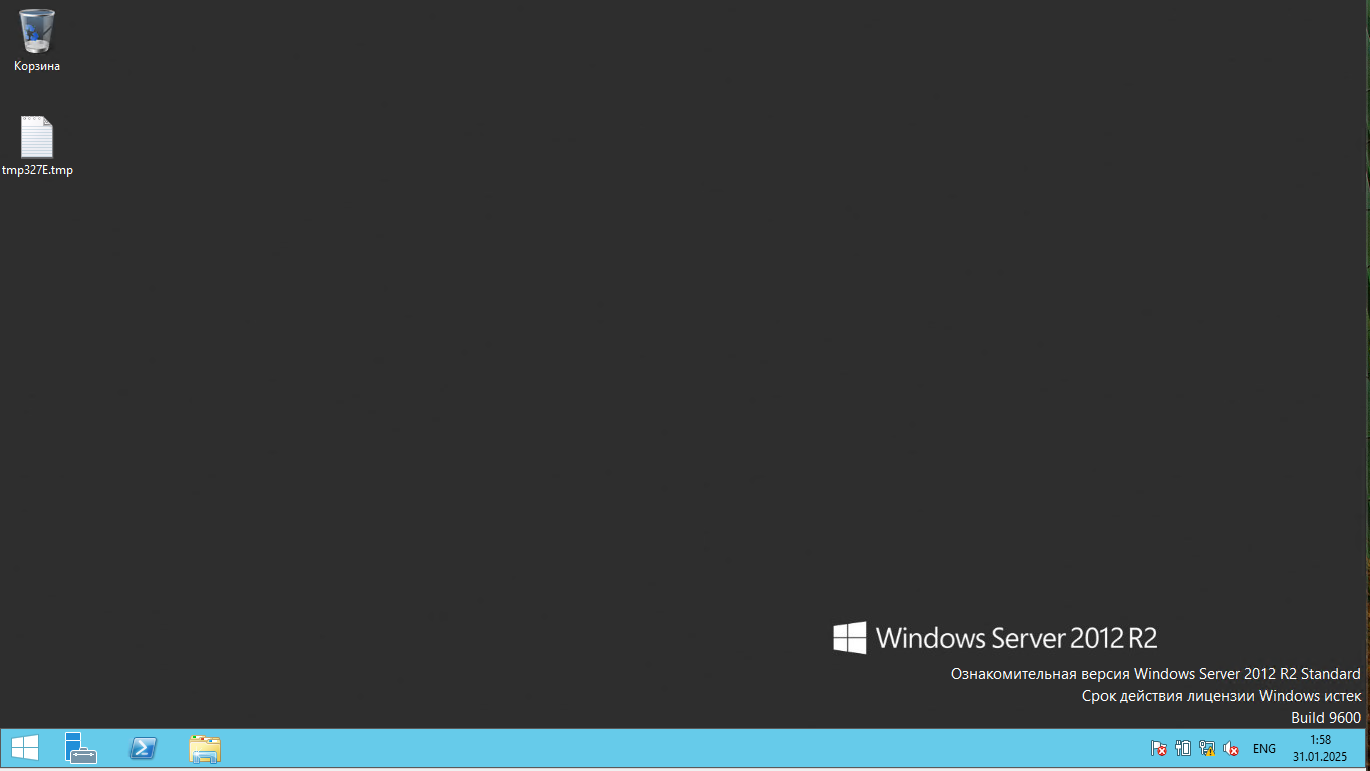 Корзина
tmp327E.tmp
Windows Server 2012 R2
Ознакомительная версия Windows Server 2012 R2 Standard
Срок действия лицензии Windows истек
Build 9600
ENG
1:58
31.01.2025